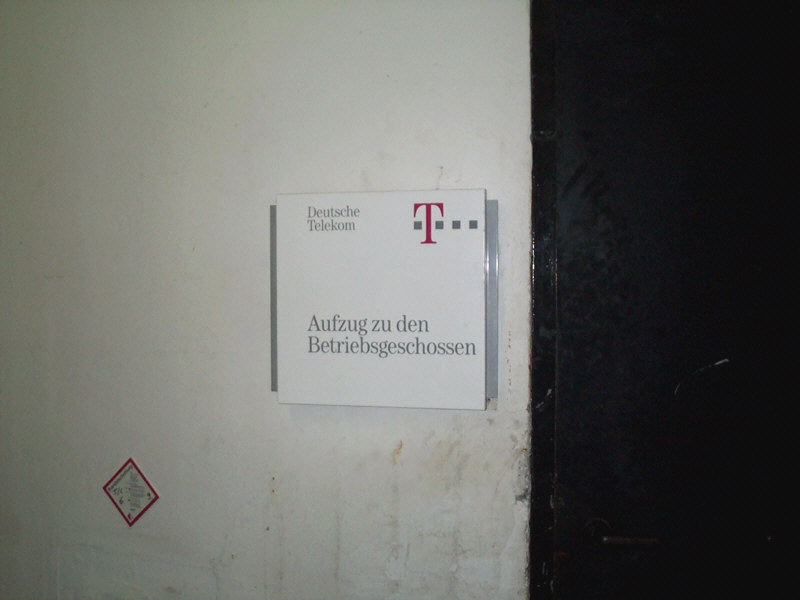 Deutsche
Telekom
T
Aufzug zu den
Betriebsgeschossen